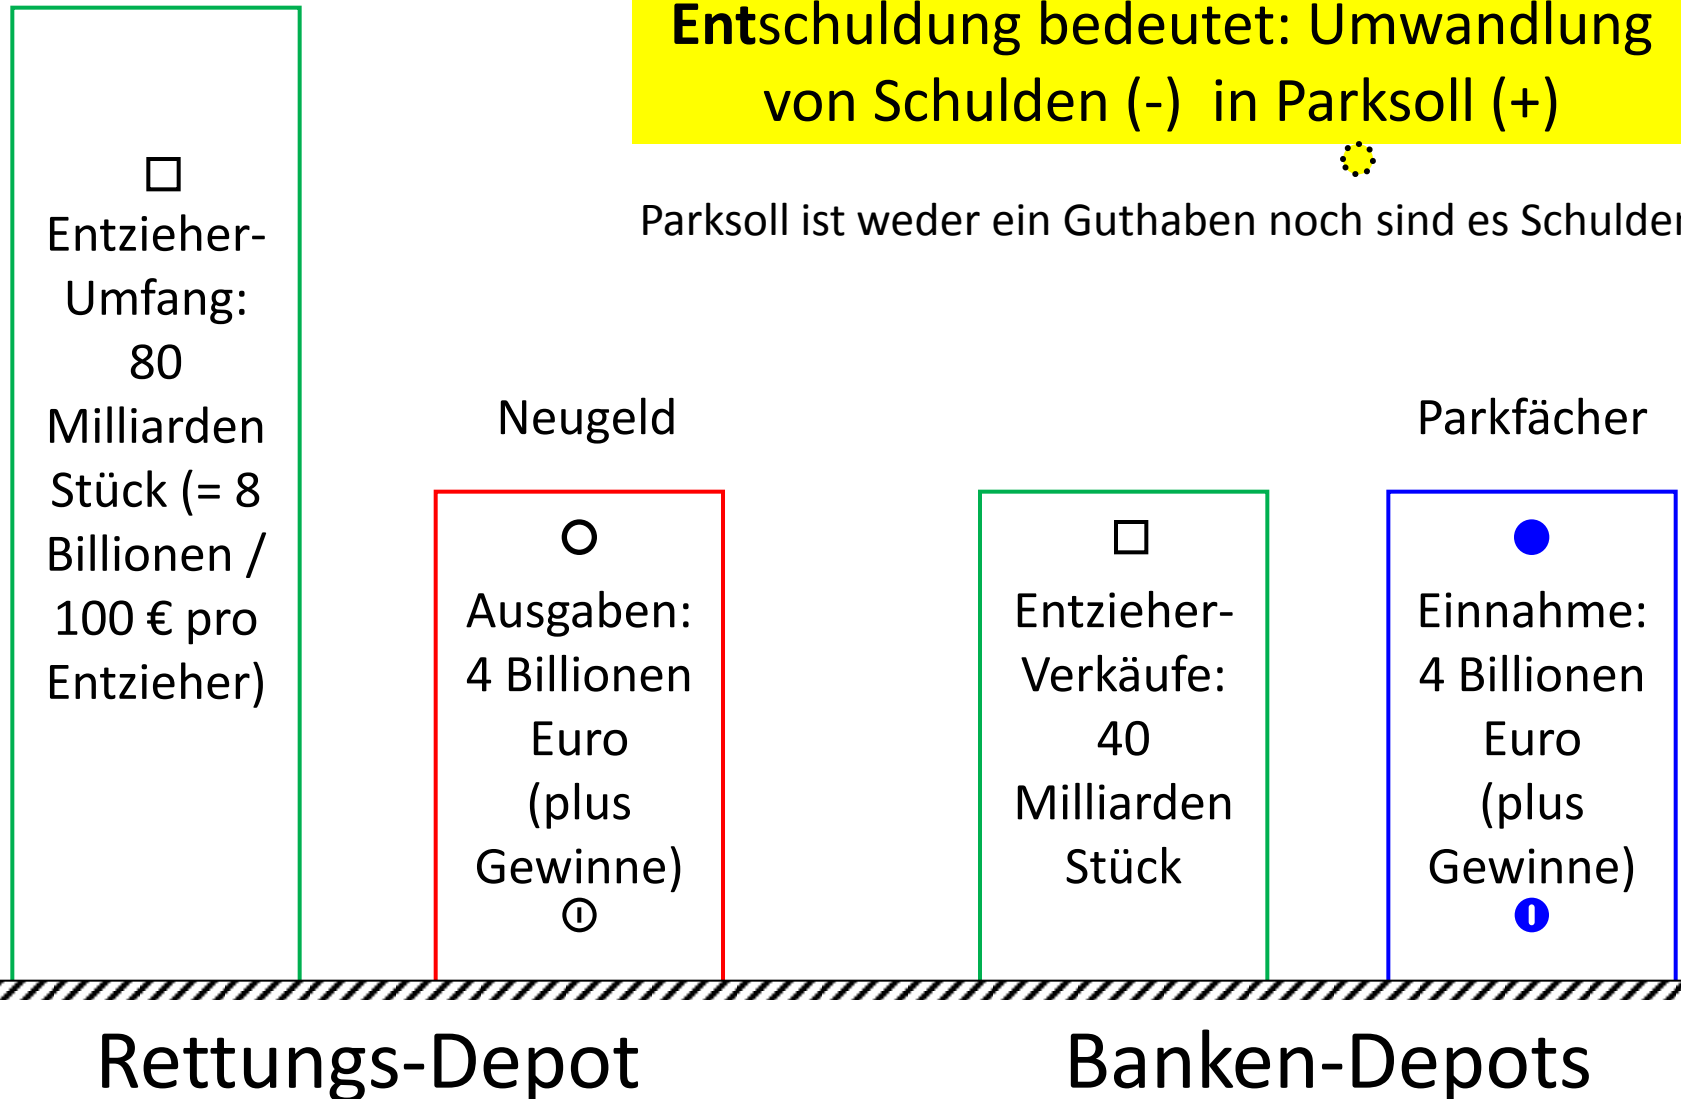 Entschuldung bedeutet: Umwandlung
von Schulden (-) in Parksoll (+)
Parksoll ist weder ein Guthaben noch sind es Schulden
Entzieher-
Umfang:
80
Milliarden
Stück (= 8
Billionen /
100 € pro
Entzieher)
Neugeld
Ausgaben:
4 Billionen
Euro
(plus
Gewinne)
Entzieher-
Verkäufe:
40
Milliarden
Stück
Parkfächer
Einnahme:
4 Billionen
Euro
(plus
Gewinne)
Rettungs-Depot
Banken-Depots